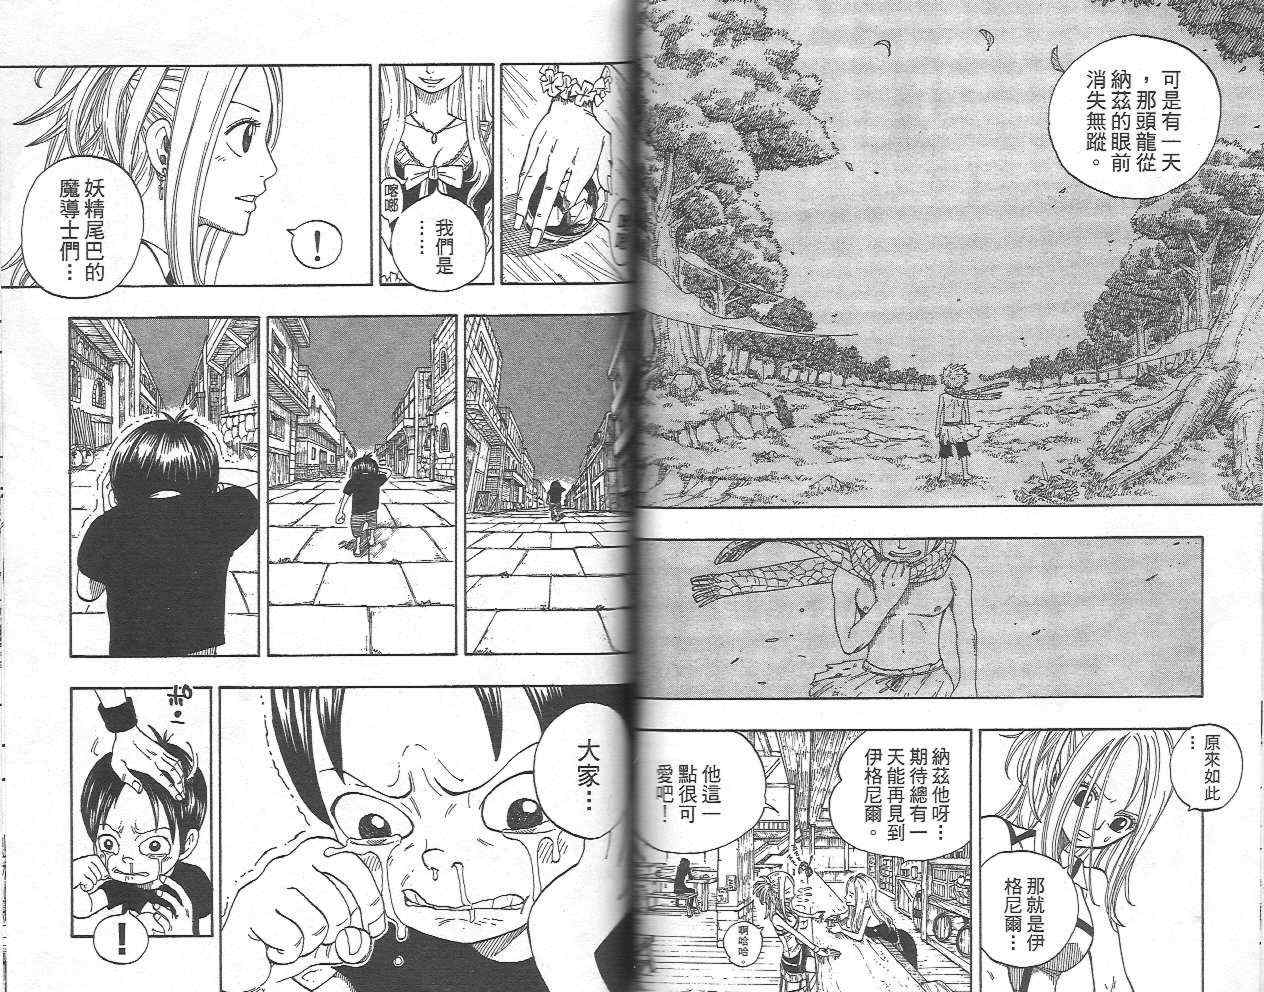 可是有一天
，那頭龍從
納茲的眼前
消失無蹤。
原來如此
…
那就是伊
格尼爾…
納茲他呀…
期待總有一
天能再見到
伊格尼爾。
他這一
點很可
愛吧！
啊哈哈。
我們是
……
喀啷
！
妖精尾巴的
魔導士們…
大家…
！